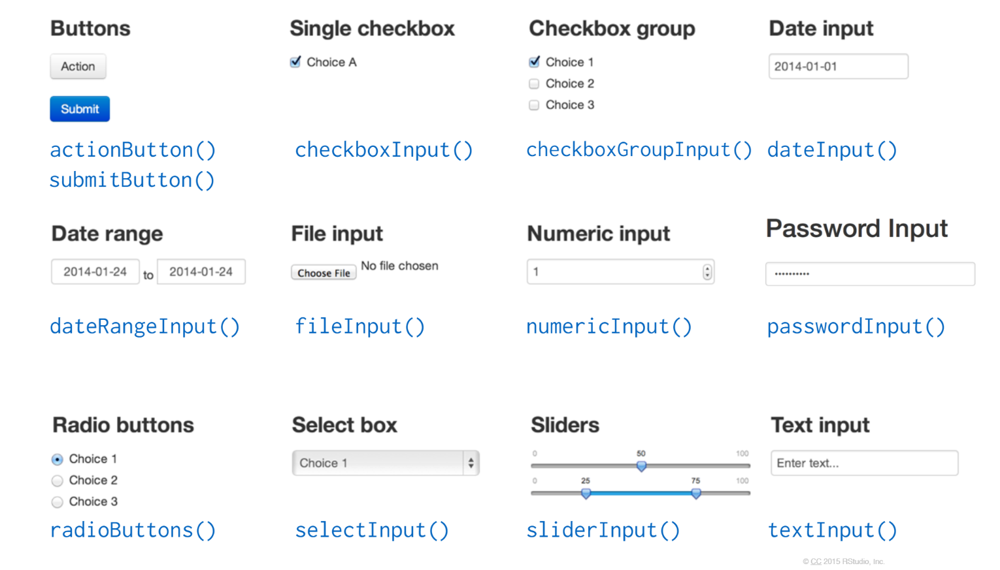 Buttons
Action
Submit
actionButton()
submitButton()
Single checkbox
Choice A
checkboxInput()
Checkbox group
Choice 1
Choice 2
Choice 3
checkboxGroupInput()
Date input
2014-01-01
dateInput()
Date range
2014-01-24 to 2014-01-24
dateRangeInput()
File input
Choose File No file chosen
fileInput()
Numeric input
1
numericInput()
Password Input
••••••••••
passwordInput()
Radio buttons
Choice 1
Choice 2
Choice 3
radioButtons()
Select box
Choice 1
selectInput()
Sliders
0 50 100
0 25 75 100
sliderInput()
Text input
Enter text...
textInput()
© CC 2015 RStudio, Inc.